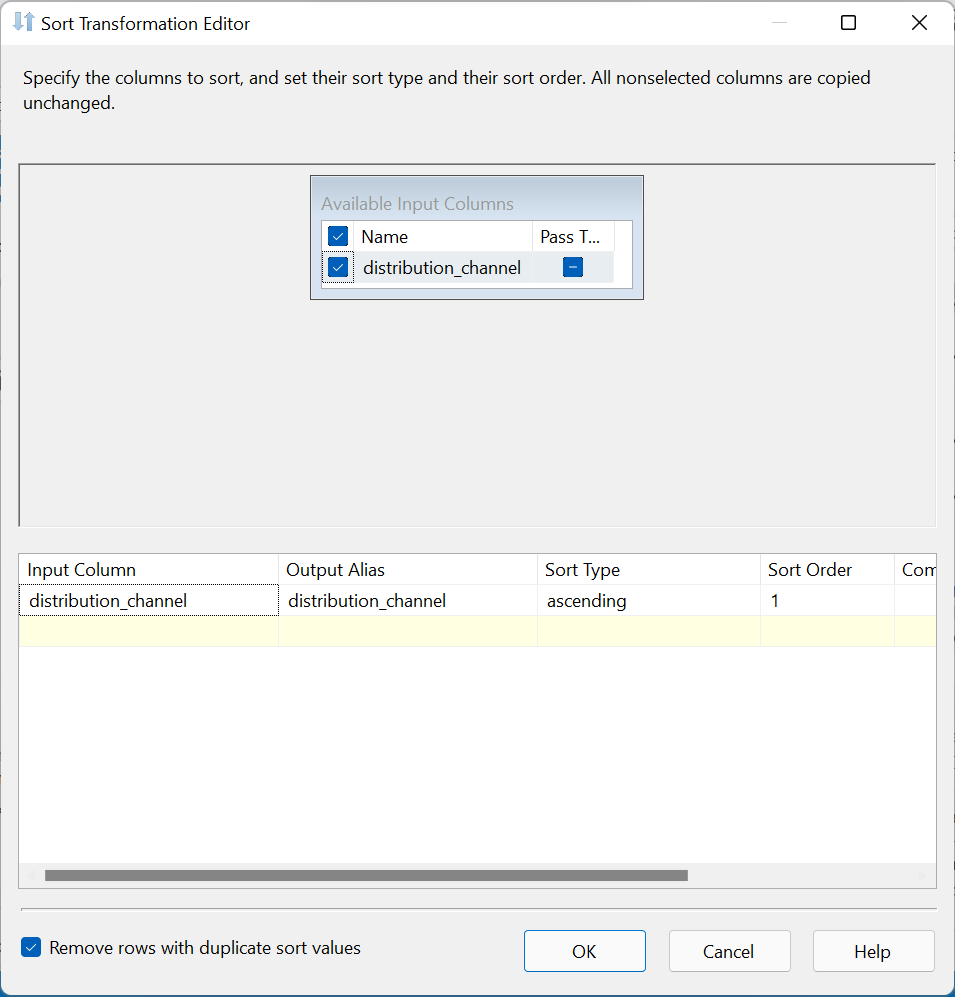 Sort Transformation Editor
Specify the columns to sort, and set their sort type and their sort order. All nonselected columns are copied
unchanged.
Available Input Columns
Name Pass T...
distribution_channel
Input Column Output Alias Sort Type Sort Order Com
distribution_channel distribution_channel ascending 1
Remove rows with duplicate sort values OK Cancel Help